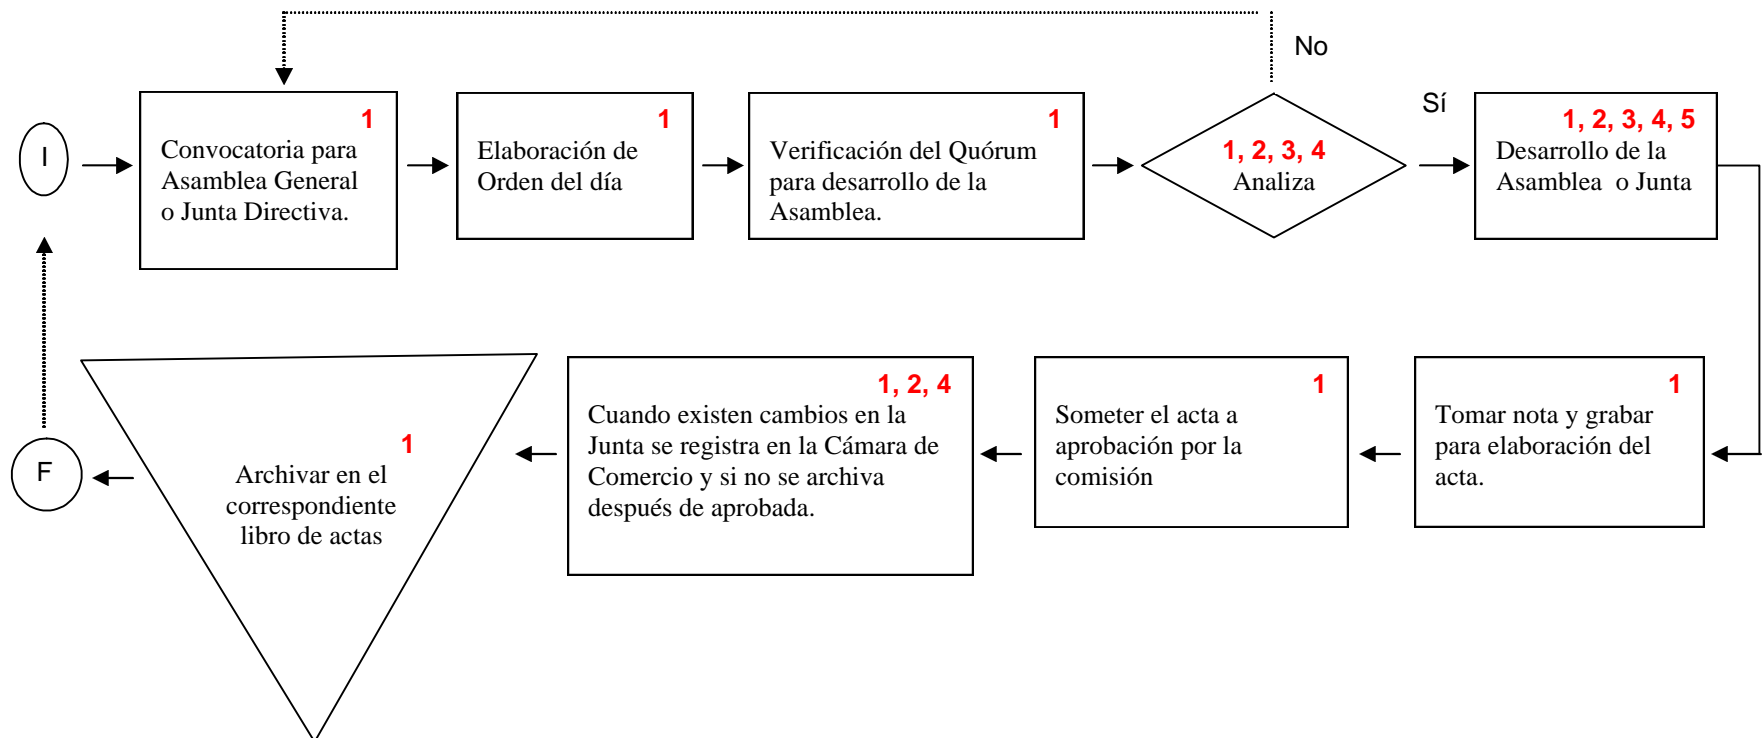 No
I
1
Convocatoria para
Asamblea General
o Junta Directiva.
1
Elaboración de
Orden del día
1
Verificación del Quórum
para desarrollo de la
Asamblea.
1, 2, 3, 4
Analiza
Sí
1, 2, 3, 4, 5
Desarrollo de la
Asamblea o Junta
1
Tomar nota y grabar
para elaboración del
acta.
1
Someter el acta a
aprobación por la
comisión
1, 2, 4
Cuando existen cambios en la
Junta se registra en la Cámara de
Comercio y si no se archiva
después de aprobada.
1
Archivar en el
correspondiente
libro de actas
F